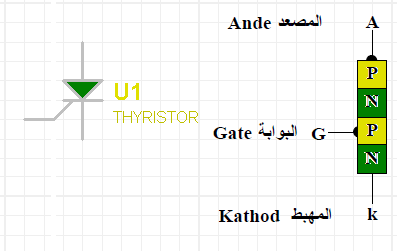 Ande المصعد A
U1
THYRISTOR
P
N
Gate البوابة G
P
N
Kathod المهبط k